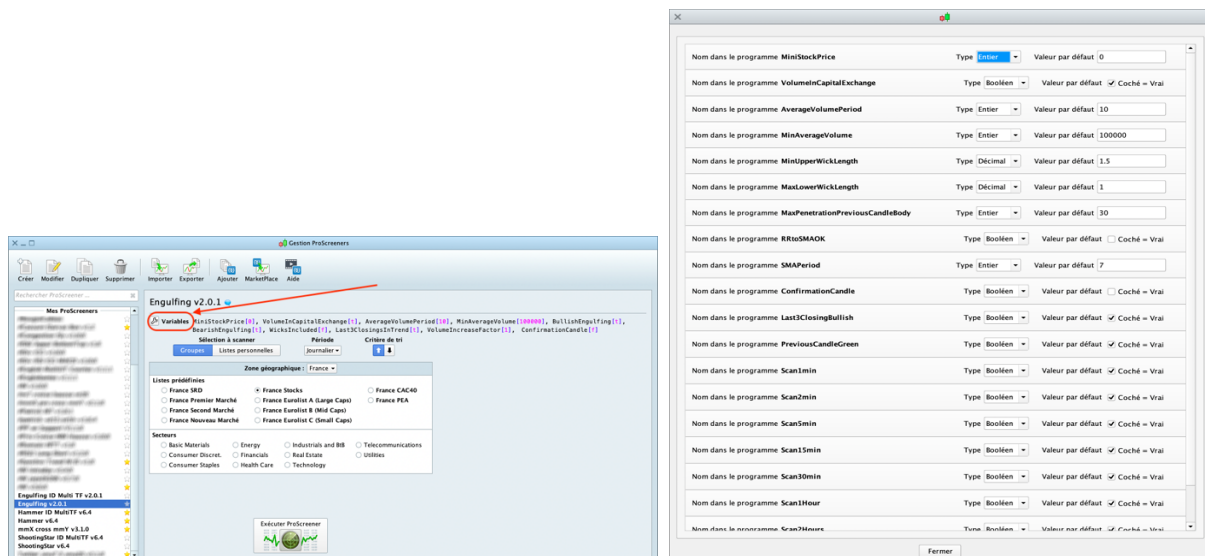 Gestion ProScreeners
Créer Modifier Dupliquer Supprimer Importer Exporter Ajouter MarketPlace Aide
Rechercher ProScreener ...
Mes ProScreeners
Engulfing ID Multi TF v2.0.1
Engulfing v2.0.1
Hammer ID MultiTF v6.4
Hammer v6.4
mmX cross mmY v3.1.0
ShootingStar ID MultiTF v6.4
ShootingStar v6.4
Engulfing v2.0.1
Variables MiniStockPrice[0], VolumeInCapitalExchange[t], AverageVolumePeriod[10], MinAverageVolume[100000], BullishEngulfing[t],
BearishEngulfing[t], WicksIncluded[f], Last3ClosingsInTrend[t], VolumeIncreaseFactor[1], ConfirmationCandle[f]
Sélection à scanner Période Critère de tri
Groupes Listes personnelles Journalier
Zone géographique : France
Listes prédéfinies
France SRD France Stocks France CAC40
France Premier Marché France Eurolist A (Large Caps) France PEA
France Second Marché France Eurolist B (Mid Caps)
France Nouveau Marché France Eurolist C (Small Caps)
Secteurs
Basic Materials Energy Industrials and BIB Telecommunications
Consumer Discret. Financials Real Estate Utilities
Consumer Staples Health Care Technology
Exécuter ProScreener
Nom dans le programme MiniStockPrice Type Entier Valeur par défaut 0
Nom dans le programme VolumeInCapitalExchange Type Booléen Valeur par défaut Coché = Vrai
Nom dans le programme AverageVolumePeriod Type Entier Valeur par défaut 10
Nom dans le programme MinAverageVolume Type Entier Valeur par défaut 100000
Nom dans le programme MinUpperWickLength Type Décimal Valeur par défaut 1.5
Nom dans le programme MaxLowerWickLength Type Décimal Valeur par défaut 1
Nom dans le programme MaxPenetrationPreviousCandleBody Type Entier Valeur par défaut 30
Nom dans le programme RRtoSMAOK Type Booléen Valeur par défaut Coché = Vrai
Nom dans le programme SMAPeriod Type Entier Valeur par défaut 7
Nom dans le programme ConfirmationCandle Type Booléen Valeur par défaut Coché = Vrai
Nom dans le programme Last3ClosingBullish Type Booléen Valeur par défaut Coché = Vrai
Nom dans le programme PreviousCandleGreen Type Booléen Valeur par défaut Coché = Vrai
Nom dans le programme Scan1min Type Booléen Valeur par défaut Coché = Vrai
Nom dans le programme Scan2min Type Booléen Valeur par défaut Coché = Vrai
Nom dans le programme Scan5min Type Booléen Valeur par défaut Coché = Vrai
Nom dans le programme Scan15min Type Booléen Valeur par défaut Coché = Vrai
Nom dans le programme Scan30min Type Booléen Valeur par défaut Coché = Vrai
Nom dans le programme Scan1Hour Type Booléen Valeur par défaut Coché = Vrai
Nom dans le programme Scan2Hours Type Booléen Valeur par défaut Coché = Vrai
Fermer